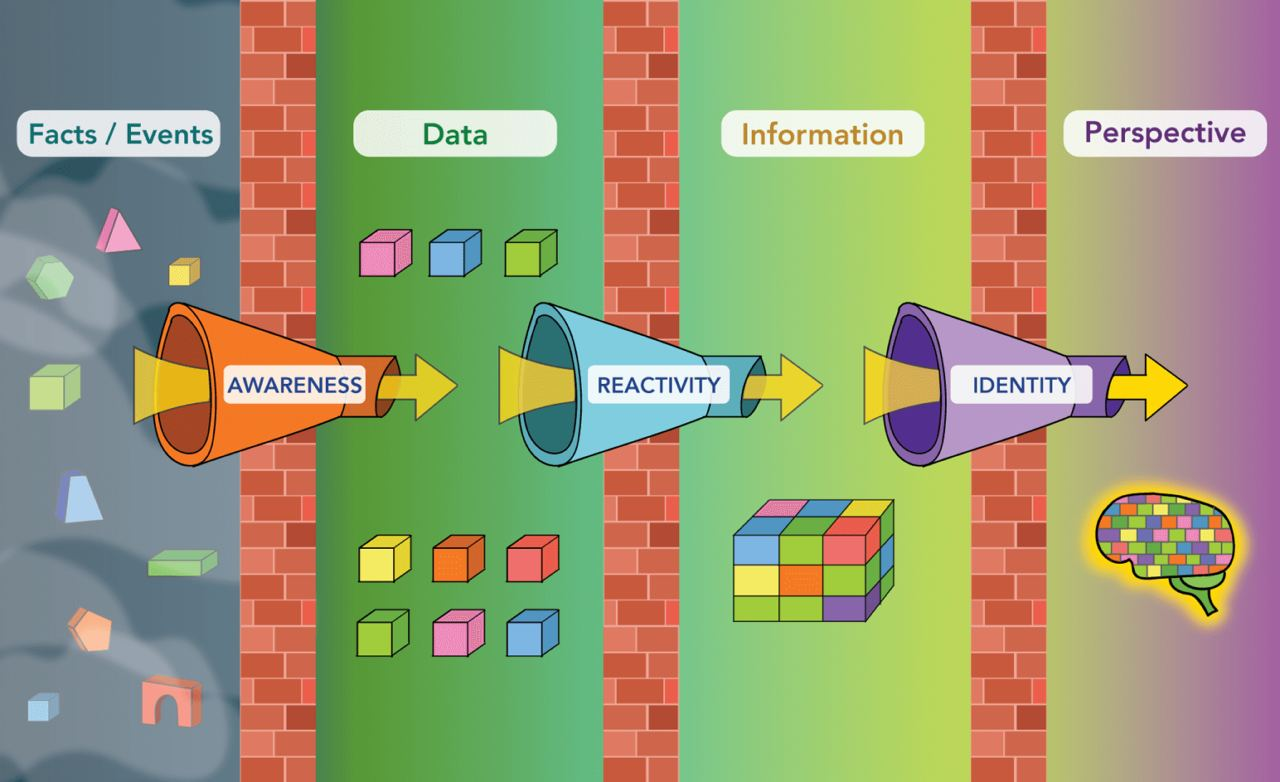 Facts / Events
Data
Information
Perspective
AWARENESS
REACTIVITY
IDENTITY